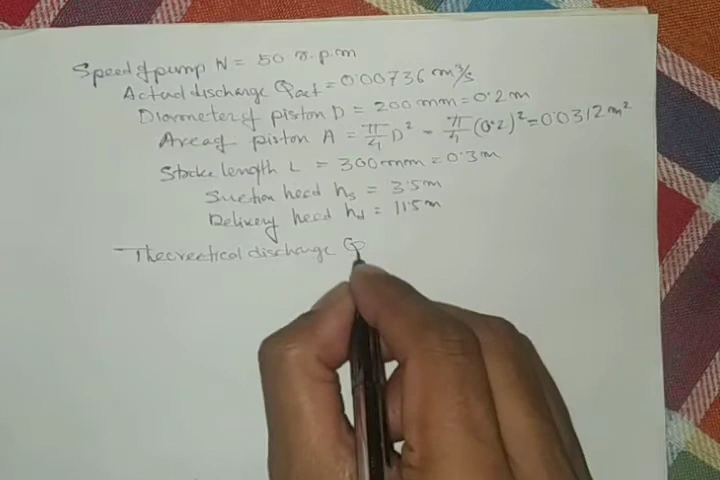 Speed of pump N = 50 r.p.m
Actual discharge Qact = 0.00736 m³/s
Diameter of piston D = 200 mm = 0.2 m
Area of piston A = π/4 D² = π/4 (0.2)² = 0.0312 m²
Stroke length L = 300mm = 0.3 m
Suction head hs = 3.5 m
Delivery head hd = 11.5 m
Theoretical discharge Q